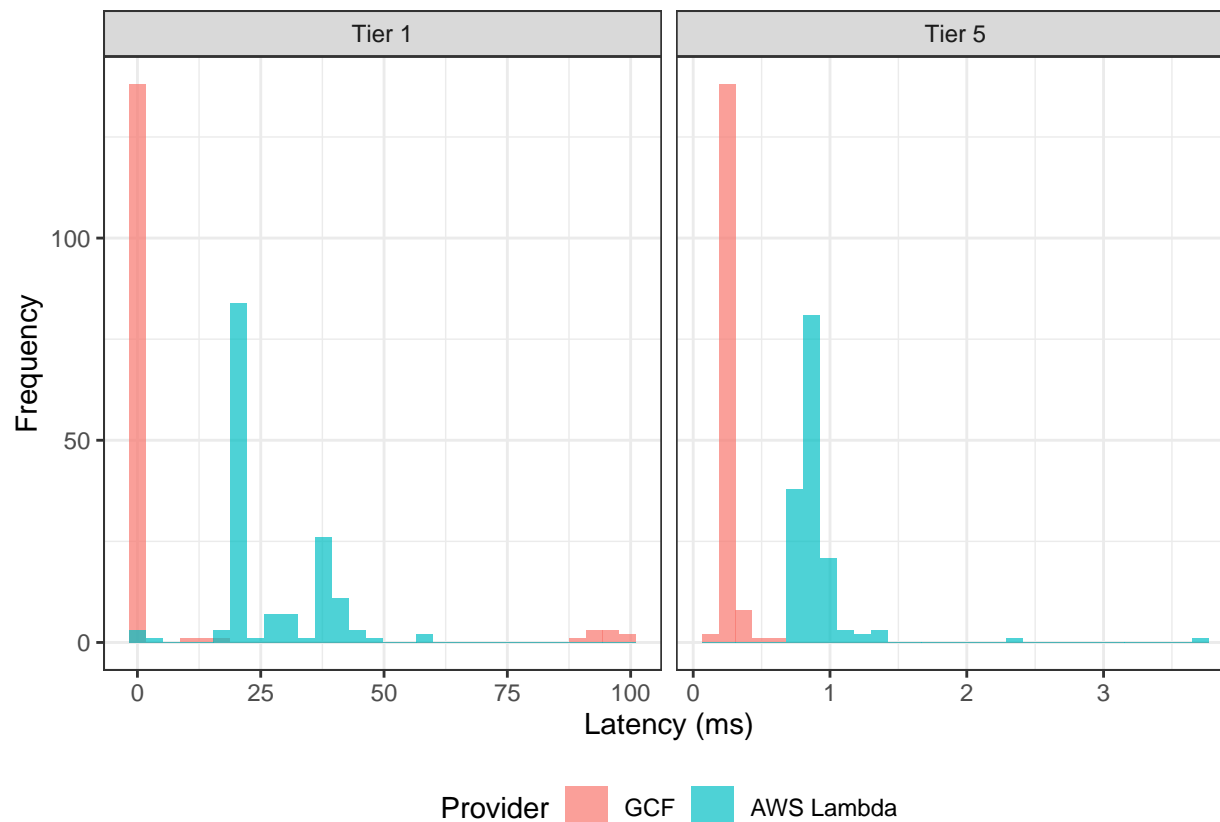 Tier 1 Tier 5
Frequency
100
50
0
0 25 50 75 100 0 1 2 3
Latency (ms)
Provider GCF AWS Lambda